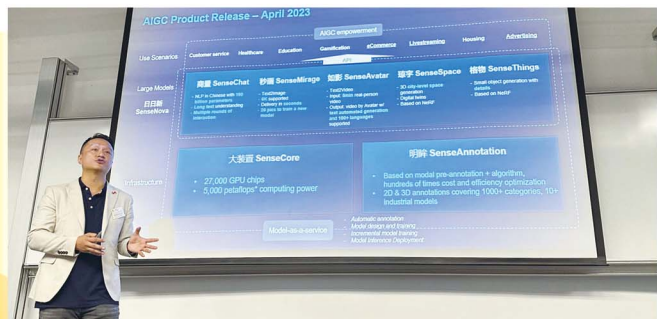 AIGC Product Release – April 2023
AIGC empowerment
Use Scenarios
Customer service Healthcare Education Gamification eCommerce Livestreaming Housing Advertising
API
Large Models
日日新
SenseNova
商量 SenseChat
• NLP in Chinese with 180 billion parameters
• Long text understanding
• Multiple rounds of interaction
秒画 SenseMirage
• Text2Image
• 6K supported
• Delivery in seconds
• 20 pics to train a new model
如影 SenseAvatar
• Text2Video
• Input: 5min real-person video
• Output: video by Avatar w/ text automated generation and 100+ languages supported
琼宇 SenseSpace
• 3D city-level space generation
• Digital twins
• Based on NeRF
格物 SenseThings
• Small object generation with details
• Based on NeRF
Infrastructure
大装置 SenseCore
• 27,000 GPU chips
• 5,000 petaflops* computing power
明眸 SenseAnnotation
• Based on modal pre-annotation + algorithm,
hundreds of times cost and efficiency optimization
• 2D & 3D annotations covering 1000+ categories, 10+
industrial models
Model-as-a-service
- Automatic annotation
- Model design and training
- Incremental model training
- Model Inference Deployment